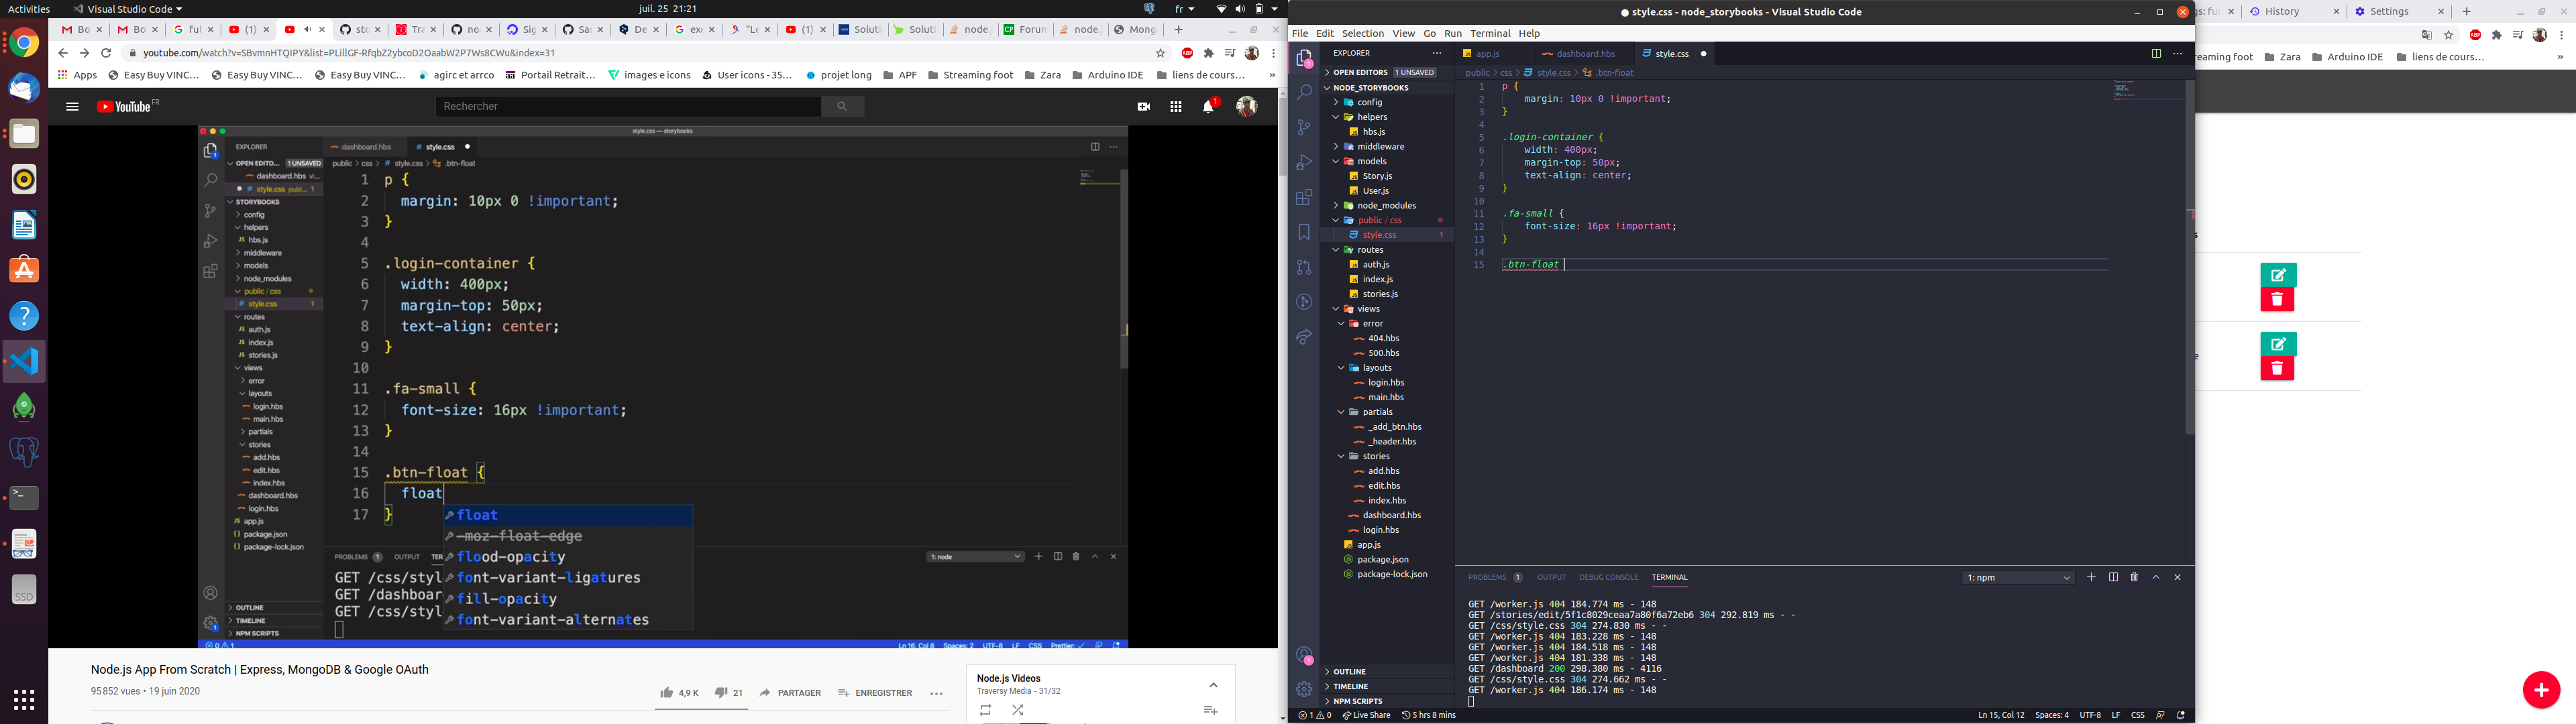 Activities
Visual Studio Code
juil. 25 21:21
fr
youtube.com/watch?v=SBvmnHTQIPY&list=PLillGF-RfqbZ2ybcoD2OaabW2P7Ws8CWu&index=31
Apps
Easy Buy VINC...
Easy Buy VINC...
Easy Buy VINC...
agirc et arrco
Portail Retrait...
images e icons
User icons - 35...
projet long
APF
Streaming foot
Zara
Arduino IDE
liens de cours...
YouTube FR
Rechercher
1
style.css — storybooks
EXPLORER
dashboard.hbs
style.css
OPEN EDITO...
1 UNSAVED
public > css > # style.css > .btn-float
dashboard.hbs vi...
style.css publ... 1
STORYBOOKS
config
helpers
hbs.js
middleware
models
node_modules
public / css
style.css 1
routes
auth.js
index.js
stories.js
views
error
layouts
login.hbs
main.hbs
partials
stories
add.hbs
edit.hbs
index.hbs
dashboard.hbs
login.hbs
app.js
package.json
package-lock.json
OUTLINE
TIMELINE
NPM SCRIPTS
1 p {
2 margin: 10px 0 !important;
3 }
4
5 .login-container {
6 width: 400px;
7 margin-top: 50px;
8 text-align: center;
9 }
10
11 .fa-small {
12 font-size: 16px !important;
13 }
14
15 .btn-float {
16 float
17 }
float
-moz-float-edge
flood-opacity
font-variant-ligatures
fill-opacity
font-variant-alternates
PROBLEMS 1
OUTPUT
TER
1: node
GET /css/styl
GET /dashboar
GET /css/styl
Ln 16, Col 8
Spaces: 2
UTF-8
LF
CSS
Prettier: ✓
Node.js App From Scratch | Express, MongoDB & Google OAuth
95 852 vues • 19 juin 2020
4,9 K
21
PARTAGER
ENREGISTRER
Node.js Videos
Traversy Media - 31/32
style.css - node_storybooks - Visual Studio Code
File Edit Selection View Go Run Terminal Help
EXPLORER
app.js
dashboard.hbs
style.css
OPEN EDITORS
1 UNSAVED
public > css > style.css > .btn-float
NODE_STORYBOOKS
config
helpers
hbs.js
middleware
models
Story.js
User.js
node_modules
public / css
style.css 1
routes
auth.js
index.js
stories.js
views
error
404.hbs
500.hbs
layouts
login.hbs
main.hbs
partials
_add_btn.hbs
_header.hbs
stories
add.hbs
edit.hbs
index.hbs
dashboard.hbs
login.hbs
app.js
package.json
package-lock.json
OUTLINE
TIMELINE
NPM SCRIPTS
1 p {
2 margin: 10px 0 !important;
3 }
4
5 .login-container {
6 width: 400px;
7 margin-top: 50px;
8 text-align: center;
9 }
10
11 .fa-small {
12 font-size: 16px !important;
13 }
14
15 .btn-float
PROBLEMS 1
OUTPUT
DEBUG CONSOLE
TERMINAL
1: npm
GET /worker.js 404 184.774 ms - 148
GET /stories/edit/5f1c8029ceaa7a80f6a72eb6 304 292.819 ms - -
GET /css/style.css 304 274.830 ms - -
GET /worker.js 404 183.228 ms - 148
GET /worker.js 404 184.518 ms - 148
GET /worker.js 404 181.338 ms - 148
GET /dashboard 200 298.380 ms - 4116
GET /css/style.css 304 274.662 ms - -
GET /worker.js 404 186.174 ms - 148
1 0
Live Share
5 hrs 8 mins
Ln 15, Col 12
Spaces: 4
UTF-8
LF
CSS
History
Settings
reaming foot
Zara
Arduino IDE
liens de cours...
SSD